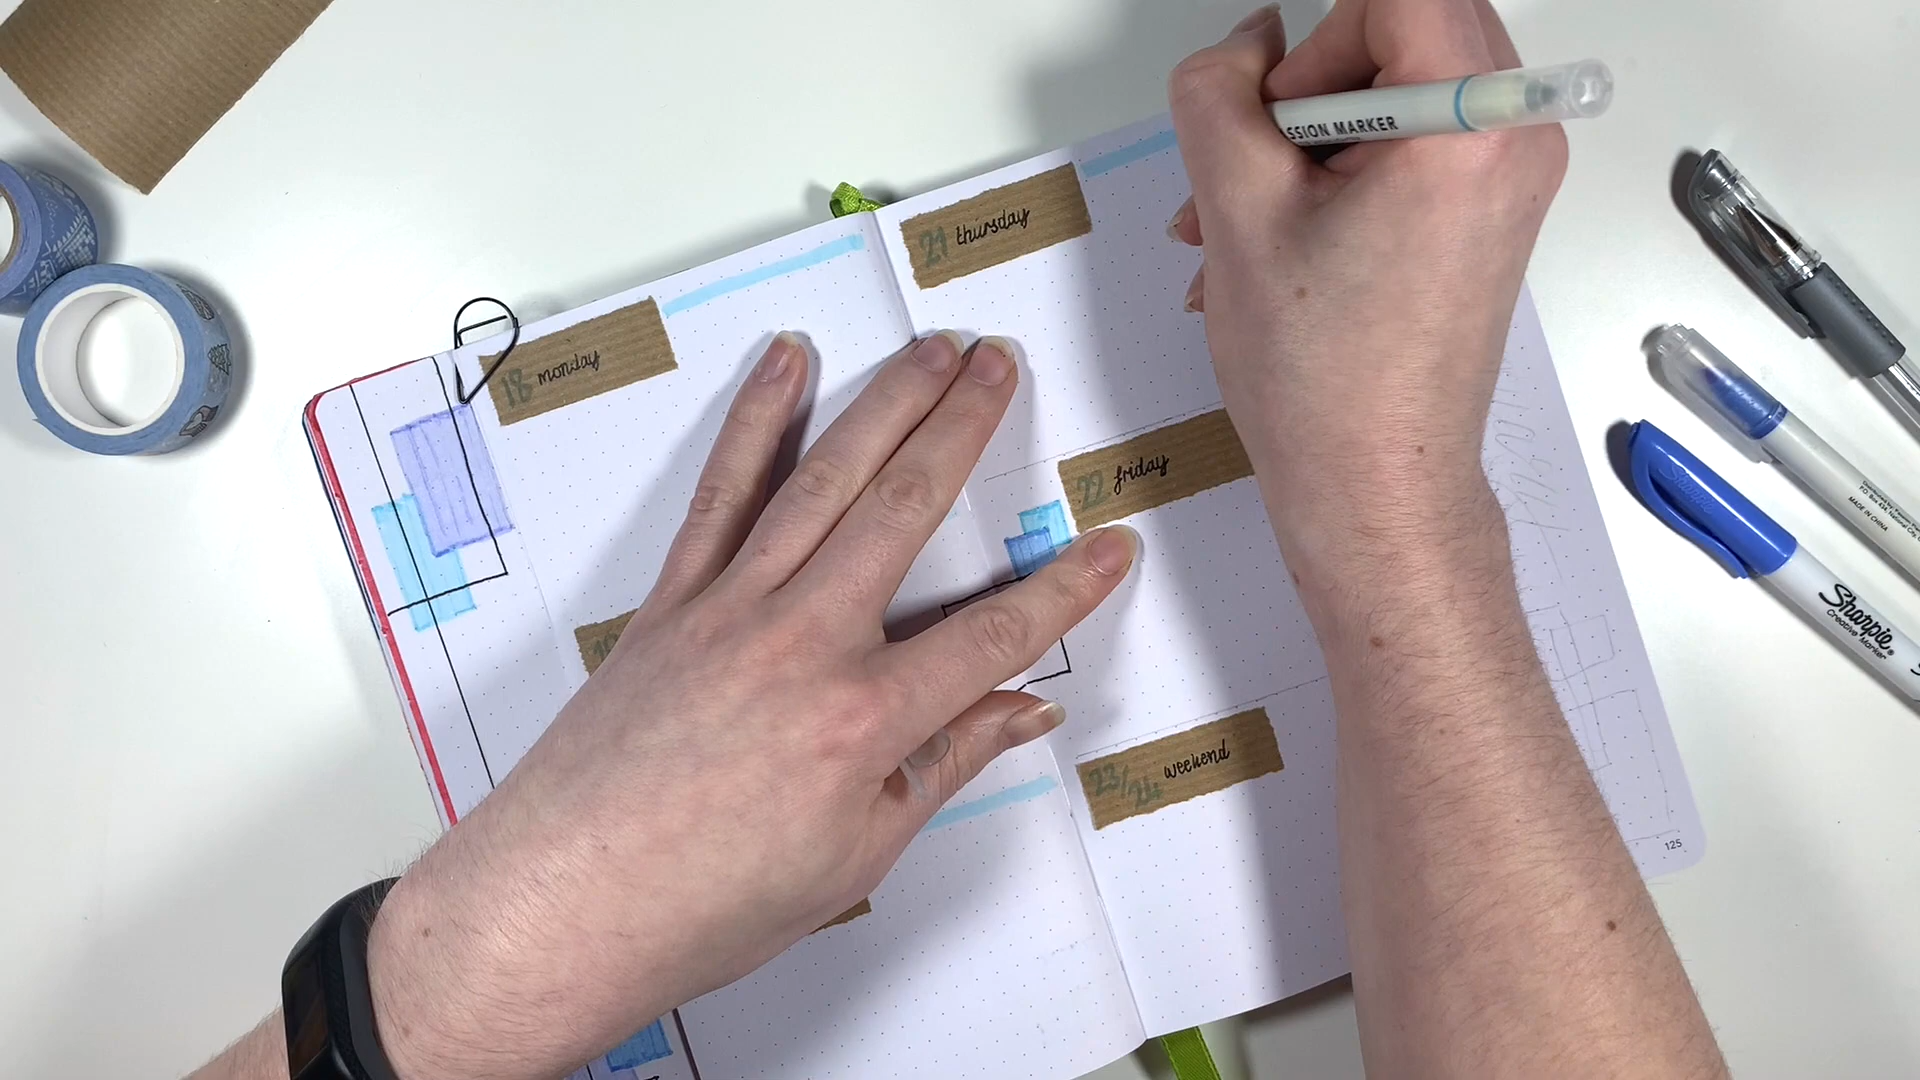 18 monday
21 thursday
22 friday
23/24 weekend
SSION MARKER
Sharpie
Creative Marker
MADE IN CHINA
125